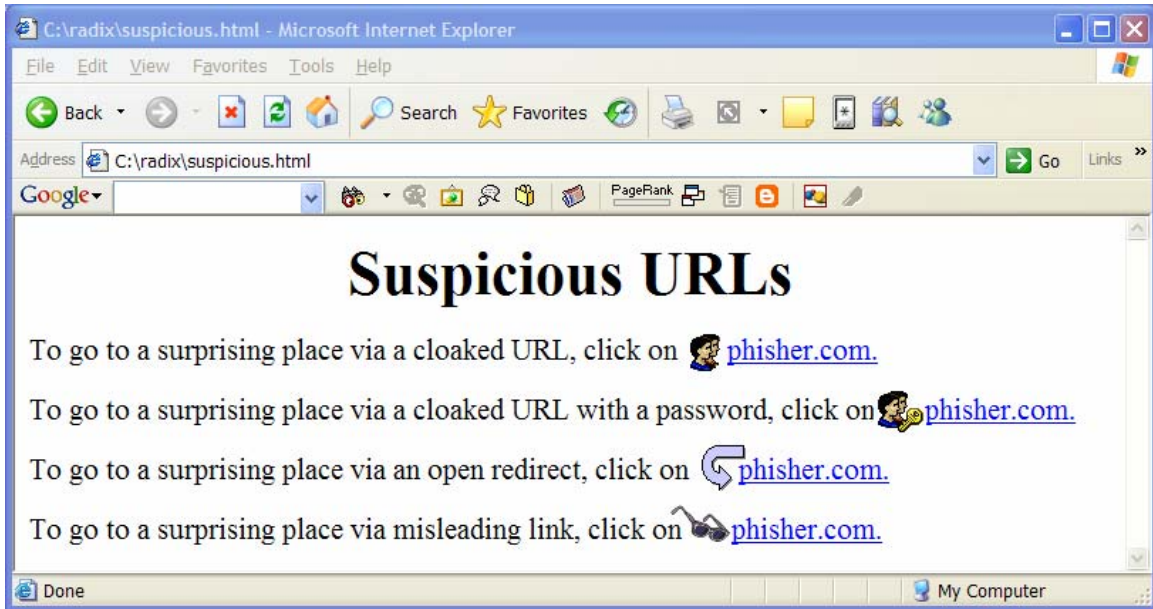 C:\radix\suspicious.html - Microsoft Internet Explorer
File Edit View Favorites Tools Help
Back Search Favorites
Address C:\radix\suspicious.html Go Links »
Google PageRank
Suspicious URLs
To go to a surprising place via a cloaked URL, click on phisher.com.
To go to a surprising place via a cloaked URL with a password, click on phisher.com.
To go to a surprising place via an open redirect, click on phisher.com.
To go to a surprising place via misleading link, click on phisher.com.
Done My Computer